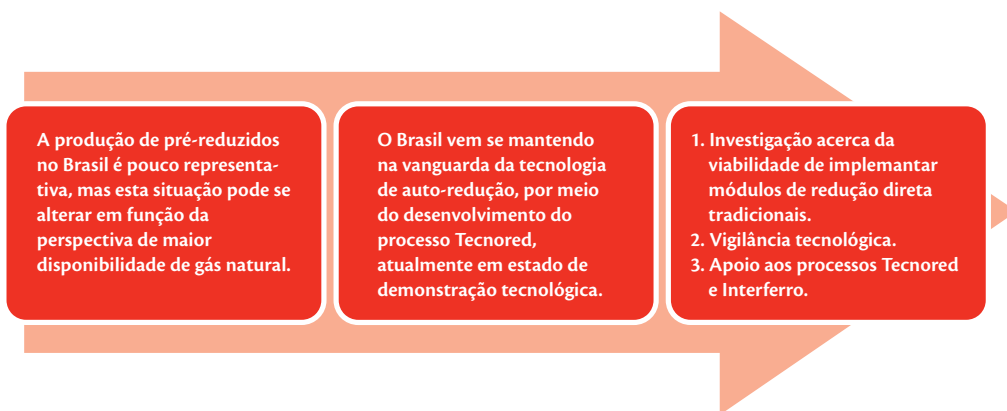 A produção de pré-reduzidos
no Brasil é pouco representa-
tiva, mas esta situação pode se
alterar em função da
perspectiva de maior
disponibilidade de gás natural.
O Brasil vem se mantendo
na vanguarda da tecnologia
de auto-redução, por meio
do desenvolvimento do
processo Tecnored,
atualmente em estado de
demonstração tecnológica.
1. Investigação acerca da
viabilidade de implemantar
módulos de redução direta
tradicionais.
2. Vigilância tecnológica.
3. Apoio aos processos Tecnored
e Interferro.